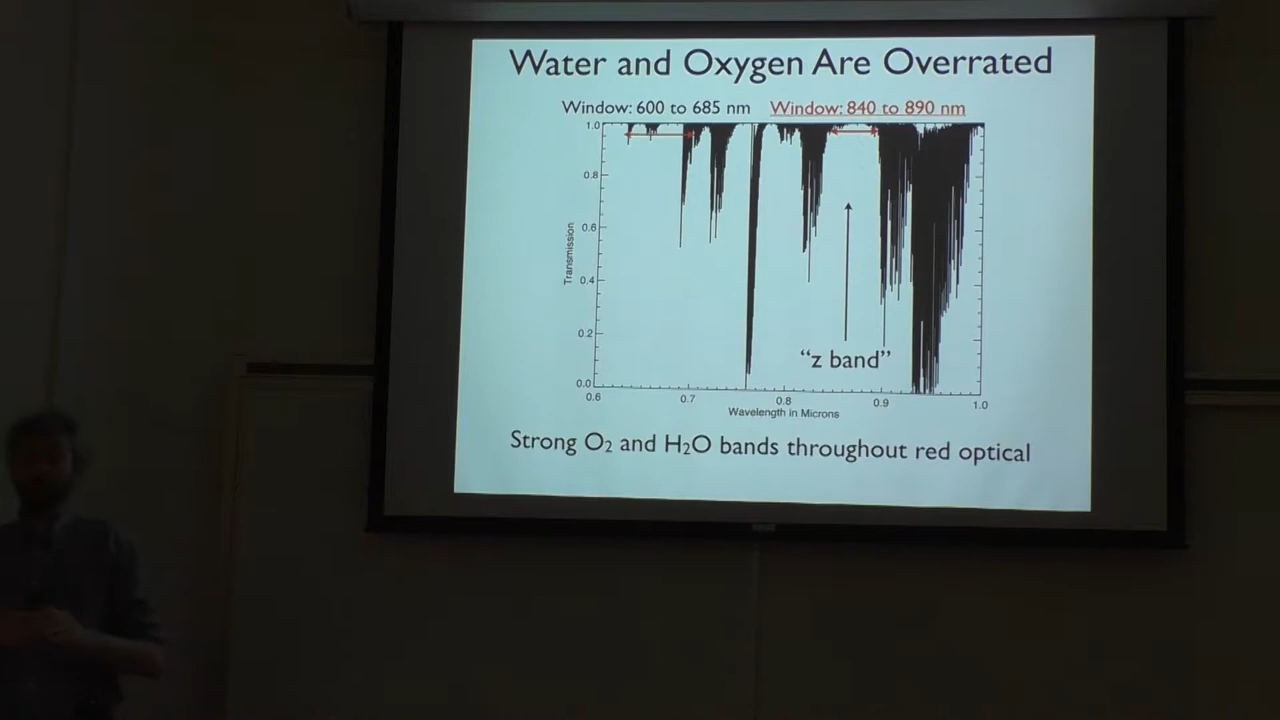 Water and Oxygen Are Overrated
Window: 600 to 685 nm Window: 840 to 890 nm
1.0
0.8
0.6
0.4
0.2
0.0
Transmission
"z band"
0.6 0.7 0.8 0.9 1.0
Wavelength in Microns
Strong O₂ and H₂O bands throughout red optical